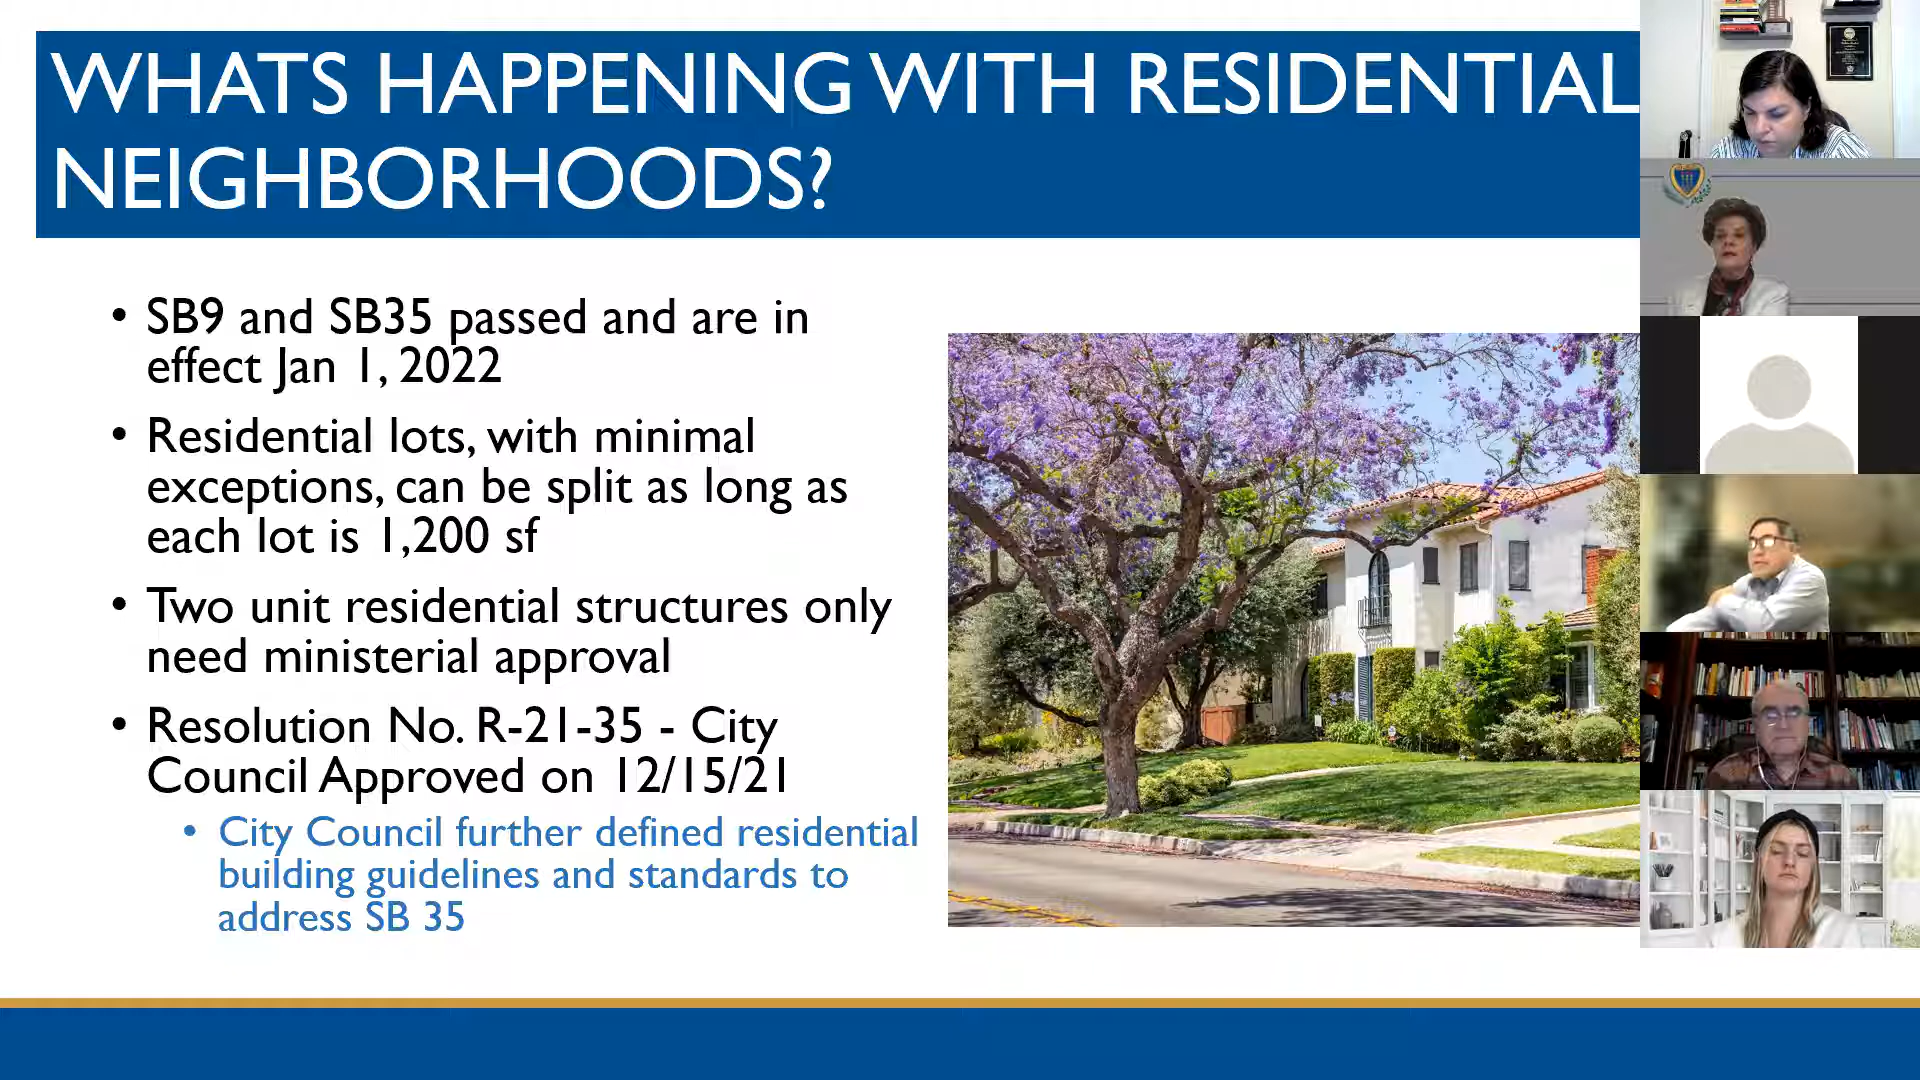 WHATS HAPPENING WITH RESIDENTIAL
NEIGHBORHOODS?
• SB9 and SB35 passed and are in
effect Jan 1, 2022
• Residential lots, with minimal
exceptions, can be split as long as
each lot is 1,200 sf
• Two unit residential structures only
need ministerial approval
• Resolution No. R-21-35 - City
Council Approved on 12/15/21
• City Council further defined residential
building guidelines and standards to
address SB 35